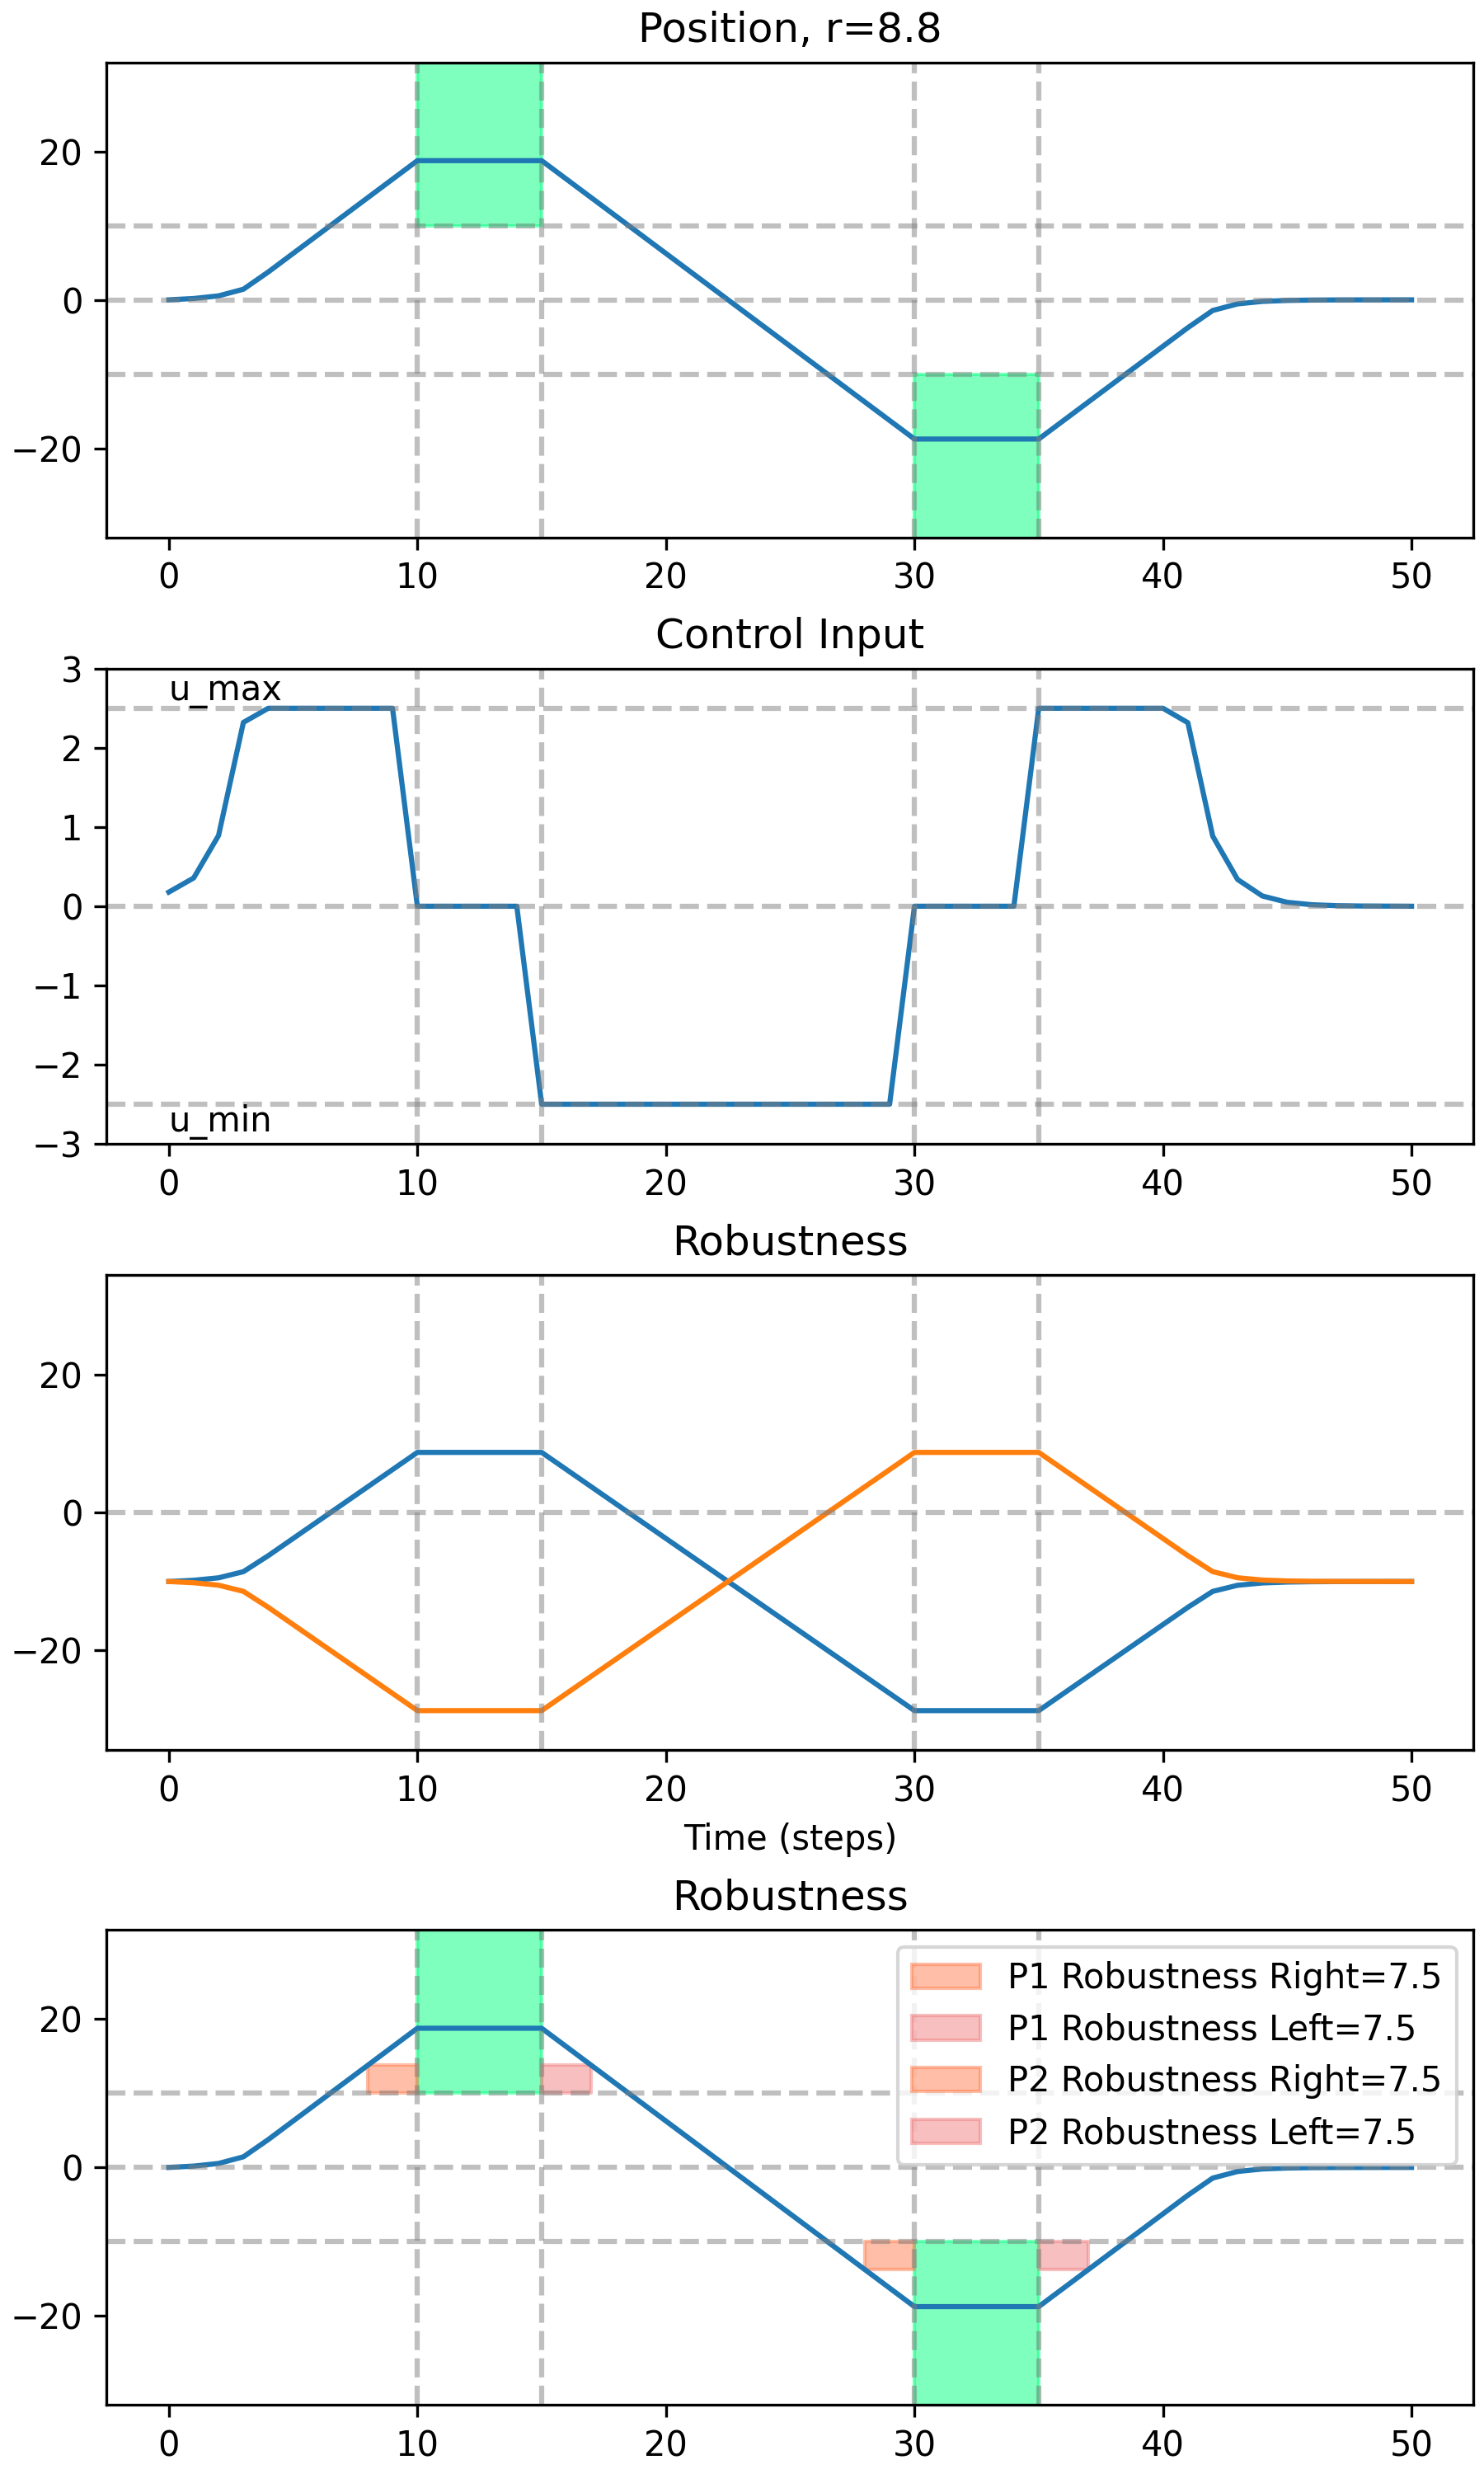 Position, r=8.8
20
0
−20
0 10 20 30 40 50
Control Input
3
u_max
2
1
0
−1
−2
u_min
−3
0 10 20 30 40 50
Robustness
20
0
−20
0 10 20 30 40 50
Time (steps)
Robustness
P1 Robustness Right=7.5
P1 Robustness Left=7.5
P2 Robustness Right=7.5
P2 Robustness Left=7.5
20
0
−20
0 10 20 30 40 50